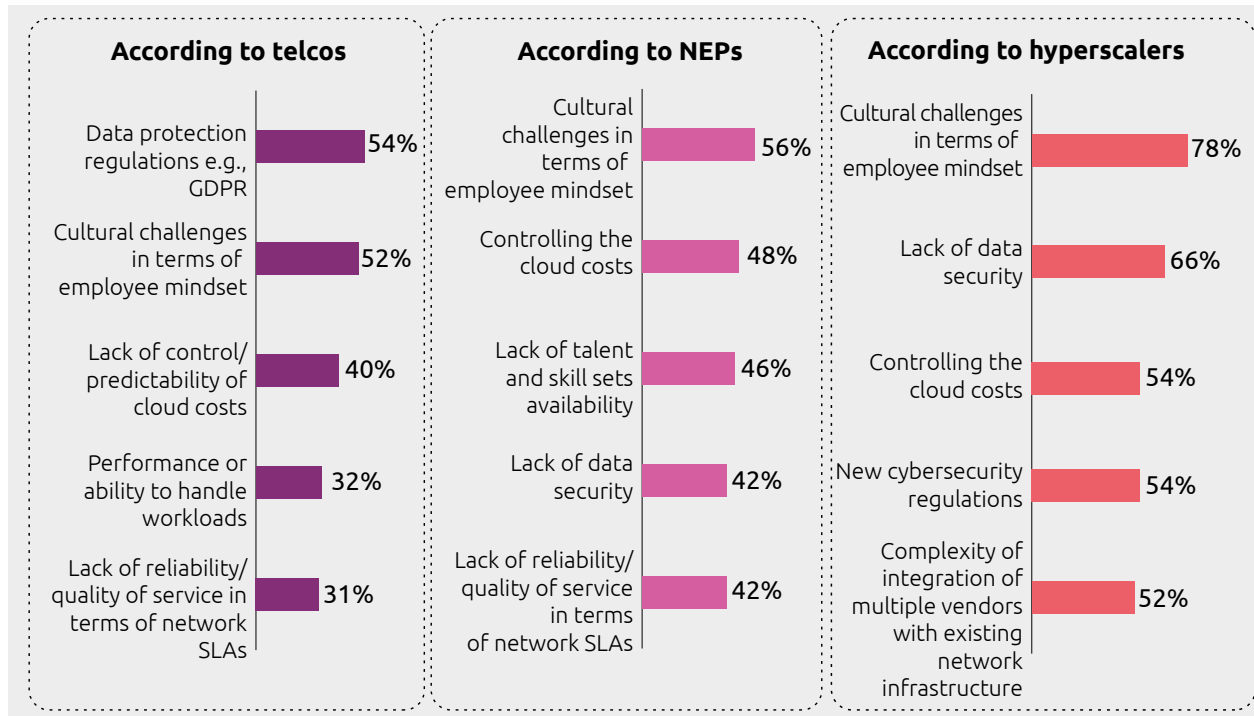 According to telcos
Data protection
regulations e.g.,
GDPR
54%
Cultural challenges
in terms of
employee mindset
52%
Lack of control/
predictability of
cloud costs
40%
Performance or
ability to handle
workloads
32%
Lack of reliability/
quality of service in
terms of network
SLAs
31%
According to NEPs
Cultural
challenges in
terms of
employee mindset
56%
Controlling the
cloud costs
48%
Lack of talent
and skill sets
availability
46%
Lack of data
security
42%
Lack of reliability/
quality of service
in terms
of network SLAs
42%
According to hyperscalers
Cultural challenges
in terms of
employee mindset
78%
Lack of data
security
66%
Controlling the
cloud costs
54%
New cybersecurity
regulations
54%
Complexity of
integration of
multiple vendors
with existing
network
infrastructure
52%